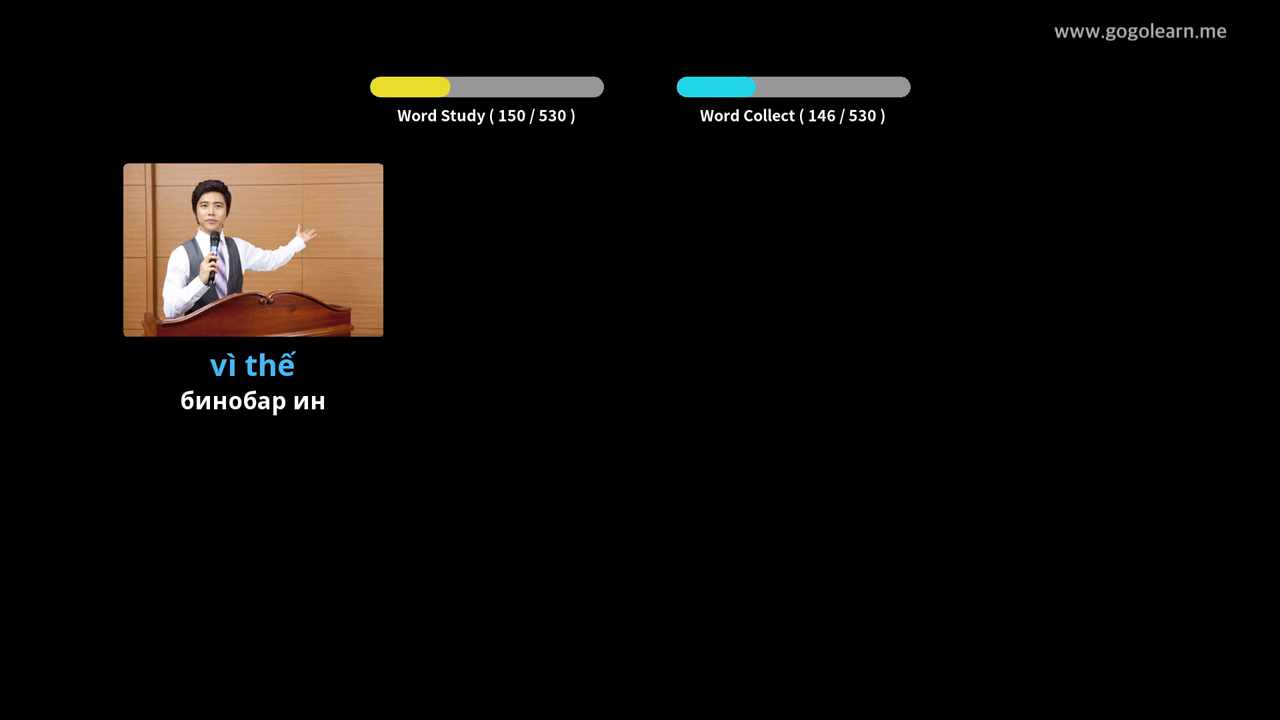 www.gogolearn.me
Word Study ( 150 / 530 )
Word Collect ( 146 / 530 )
vì thế
бинобар ин